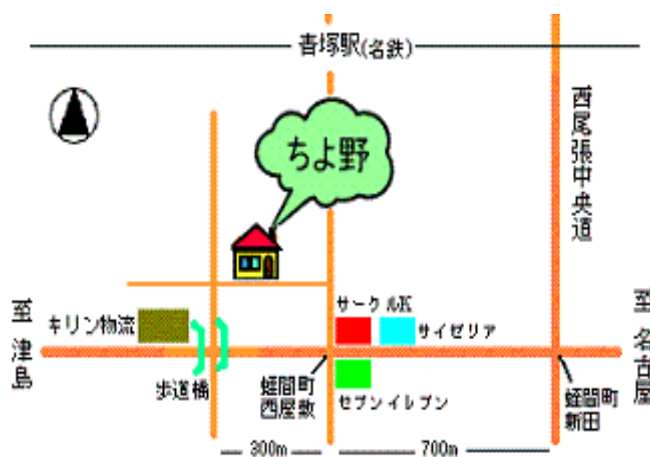 青塚駅(名鉄)
西尾張中央道
ちよ野
至 津島
キリン物流
サークルK
サイゼリア
至 名古屋
歩道橋
蛭間町
西屋敷
セブンイレブン
蛭間町
新田
300m
700m